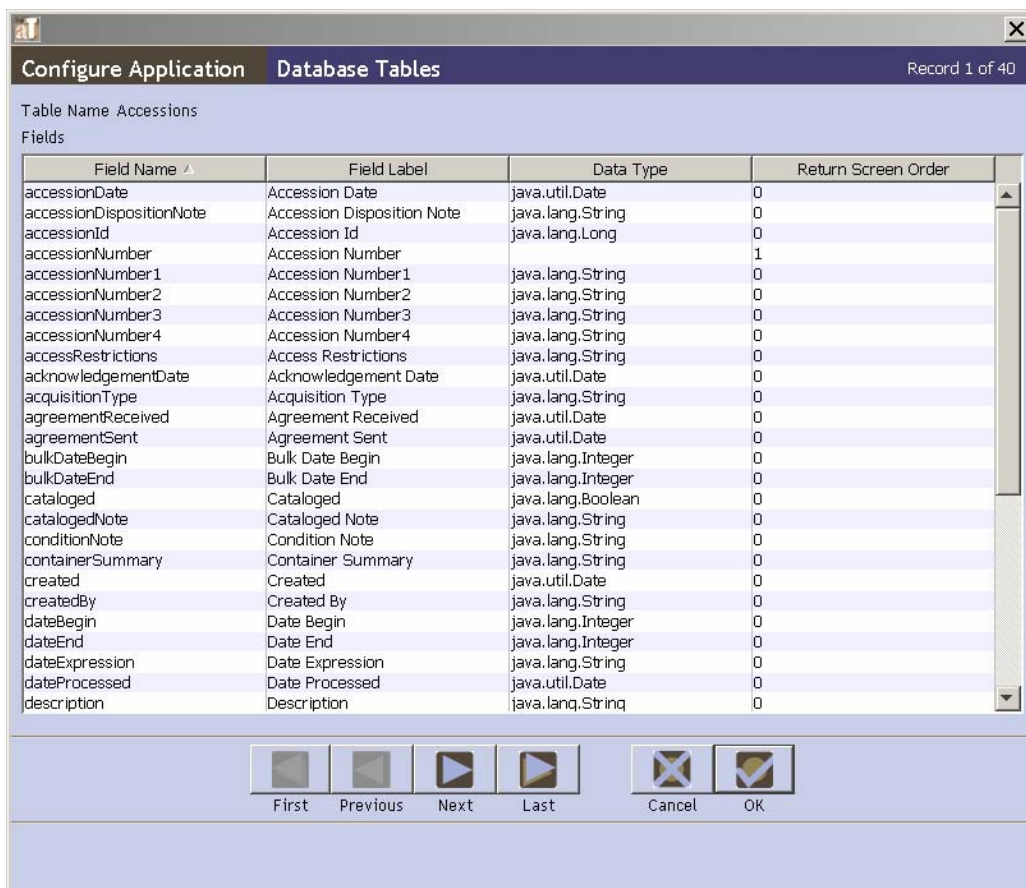 aT
Configure Application Database Tables Record 1 of 40
Table Name Accessions
Fields
Field Name Field Label Data Type Return Screen Order
accessionDate Accession Date java.util.Date 0
accessionDispositionNote Accession Disposition Note java.lang.String 0
accessionId Accession Id java.lang.Long 0
accessionNumber Accession Number 1
accessionNumber1 Accession Number1 java.lang.String 0
accessionNumber2 Accession Number2 java.lang.String 0
accessionNumber3 Accession Number3 java.lang.String 0
accessionNumber4 Accession Number4 java.lang.String 0
accessRestrictions Access Restrictions java.lang.String 0
acknowledgementDate Acknowledgement Date java.util.Date 0
acquisitionType Acquisition Type java.lang.String 0
agreementReceived Agreement Received java.util.Date 0
agreementSent Agreement Sent java.util.Date 0
bulkDateBegin Bulk Date Begin java.lang.Integer 0
bulkDateEnd Bulk Date End java.lang.Integer 0
cataloged Cataloged java.lang.Boolean 0
catalogedNote Cataloged Note java.lang.String 0
conditionNote Condition Note java.lang.String 0
containerSummary Container Summary java.lang.String 0
created Created java.util.Date 0
createdBy Created By java.lang.String 0
dateBegin Date Begin java.lang.Integer 0
dateEnd Date End java.lang.Integer 0
dateExpression Date Expression java.lang.String 0
dateProcessed Date Processed java.util.Date 0
description Description java.lang.String 0
First Previous Next Last Cancel OK